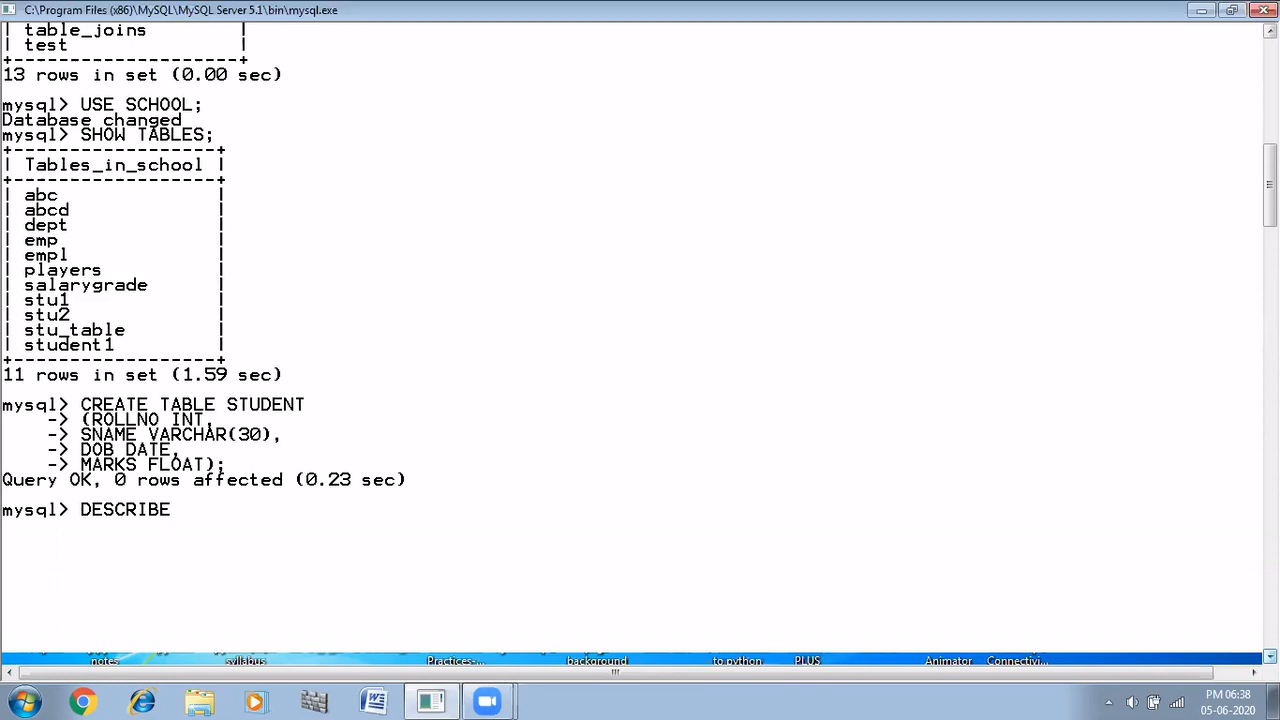 C:\Program Files (x86)\MySQL\MySQL Server 5.1\bin\mysql.exe
| table_joins |
| test |
+--------------------+
13 rows in set (0.00 sec)
mysql> USE SCHOOL;
Database changed
mysql> SHOW TABLES;
+------------------+
| Tables_in_school |
+------------------+
| abc |
| abcd |
| dept |
| emp |
| empl |
| players |
| salarygrade |
| stu1 |
| stu2 |
| stu_table |
| student1 |
+------------------+
11 rows in set (1.59 sec)
mysql> CREATE TABLE STUDENT
-> (ROLLNO INT,
-> SNAME VARCHAR(30),
-> DOB DATE,
-> MARKS FLOAT);
Query OK, 0 rows affected (0.23 sec)
mysql> DESCRIBE
notes syllabus Practices-... background to python PLUS Animator Connectivi...
PM 06:38
05-06-2020